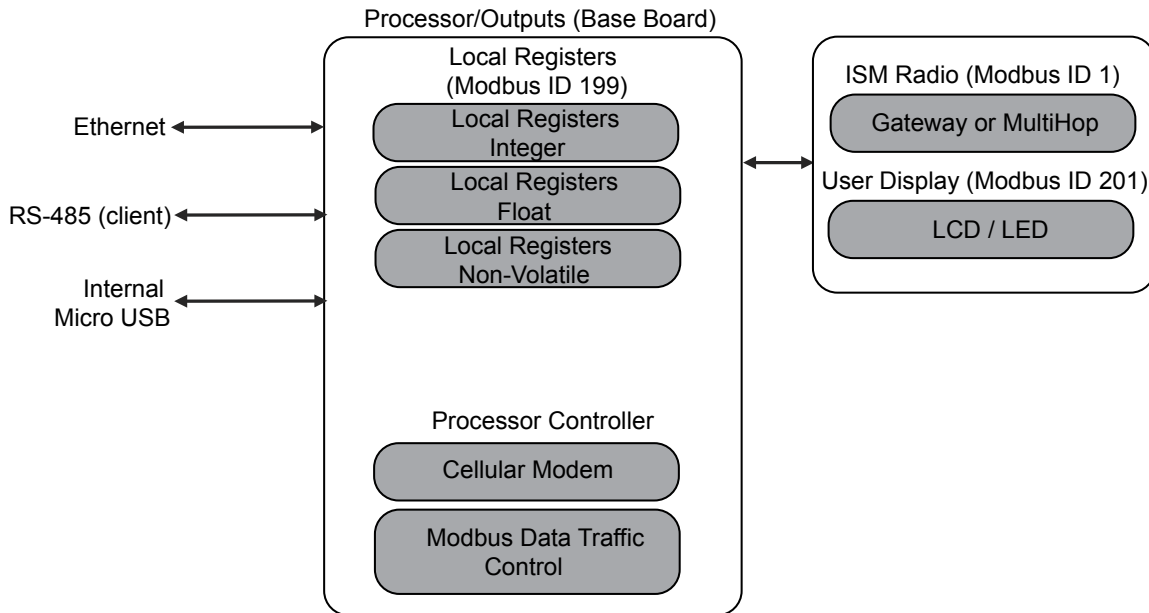 Processor/Outputs (Base Board)
Local Registers
(Modbus ID 199)
Local Registers
Integer
Local Registers
Float
Local Registers
Non-Volatile
Processor Controller
Cellular Modem
Modbus Data Traffic
Control
Ethernet
RS-485 (client)
Internal
Micro USB
ISM Radio (Modbus ID 1)
Gateway or MultiHop
User Display (Modbus ID 201)
LCD / LED